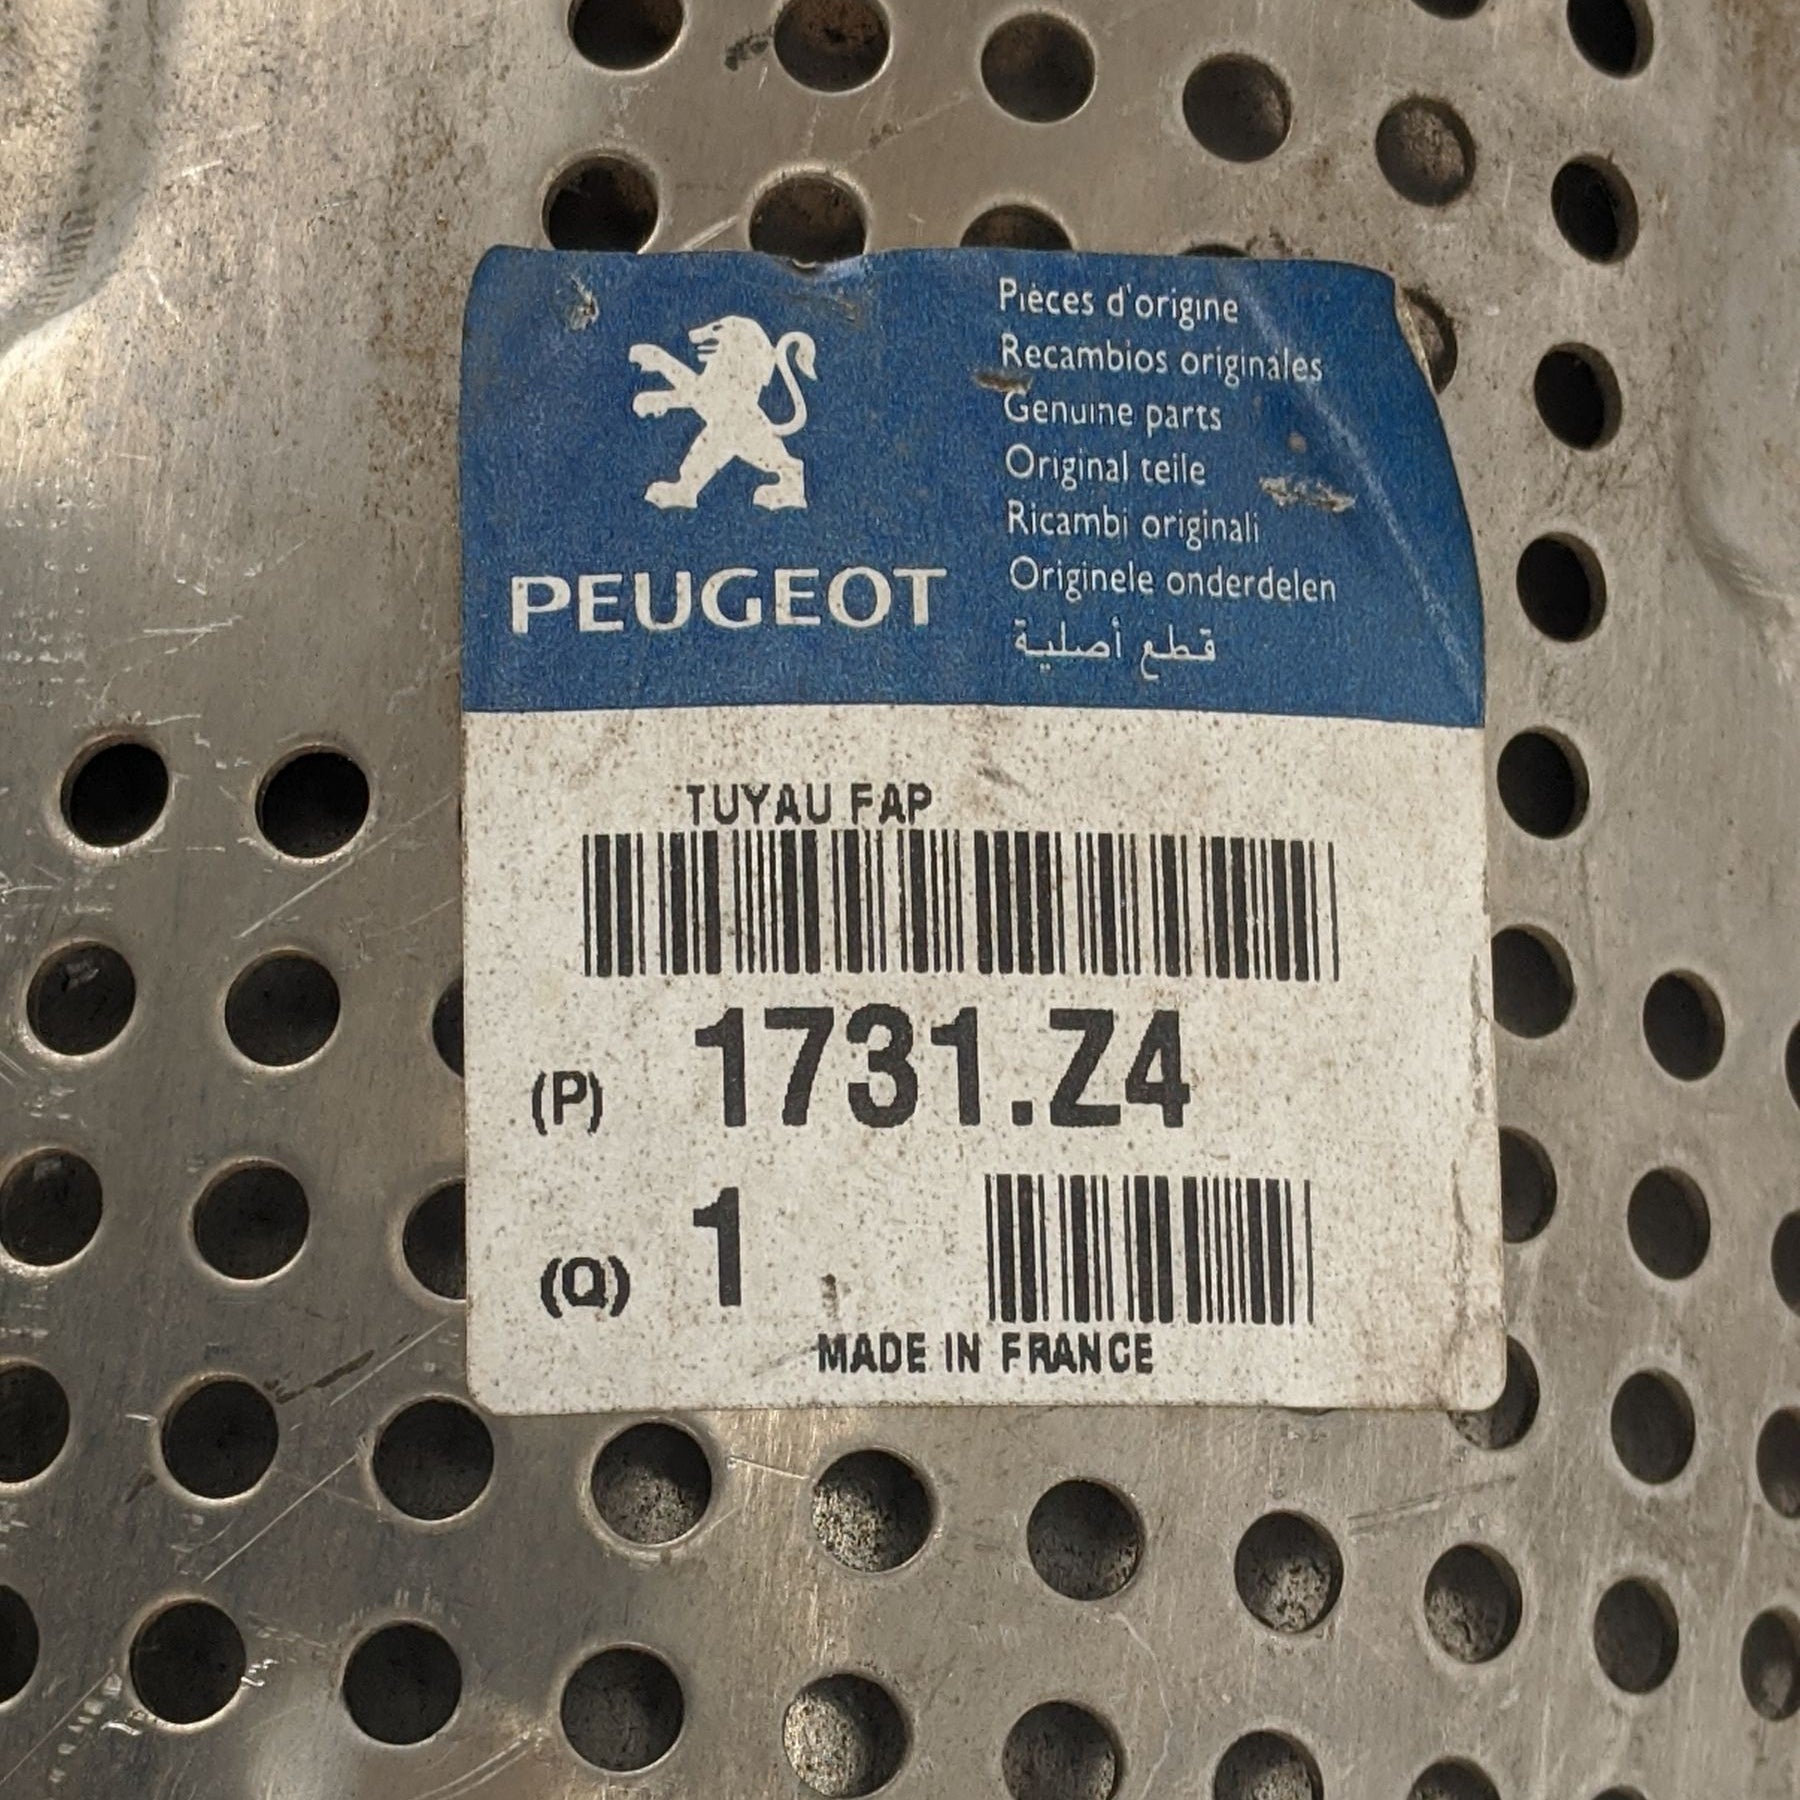 PEUGEOT
Pièces d'origine
Recambios originales
Genuine parts
Original teile
Ricambi originali
Originele onderdelen
قطع أصلية
TUYAU FAP
(P) 1731.Z4
(Q) 1
MADE IN FRANCE